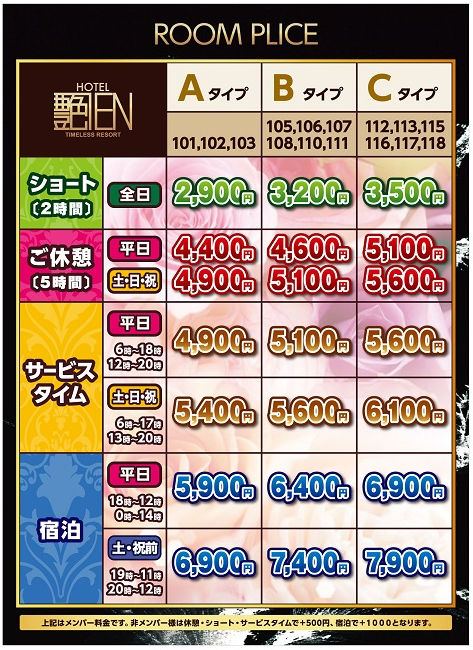 ROOM PLICE
HOTEL
艶EN
TIMELESS RESORT
Aタイプ
Bタイプ
Cタイプ
101,102,103
105,106,107
108,110,111
112,113,115
116,117,118
ショート
(2時間)
全日
2,900円
3,200円
3,500円
ご休憩
(5時間)
平日
4,400円
4,600円
5,100円
土・日・祝
4,900円
5,100円
5,600円
サービス
タイム
平日
6時〜18時
12時〜20時
4,900円
5,100円
5,600円
土・日・祝
6時〜17時
13時〜20時
5,400円
5,600円
6,100円
宿泊
平日
18時〜12時
0時〜14時
5,900円
6,400円
6,900円
土・祝前
19時〜11時
20時〜12時
6,900円
7,400円
7,900円
上記はメンバー料金です。非メンバー様は休憩・ショート・サービスタイムで+500円、宿泊で+1000となります。